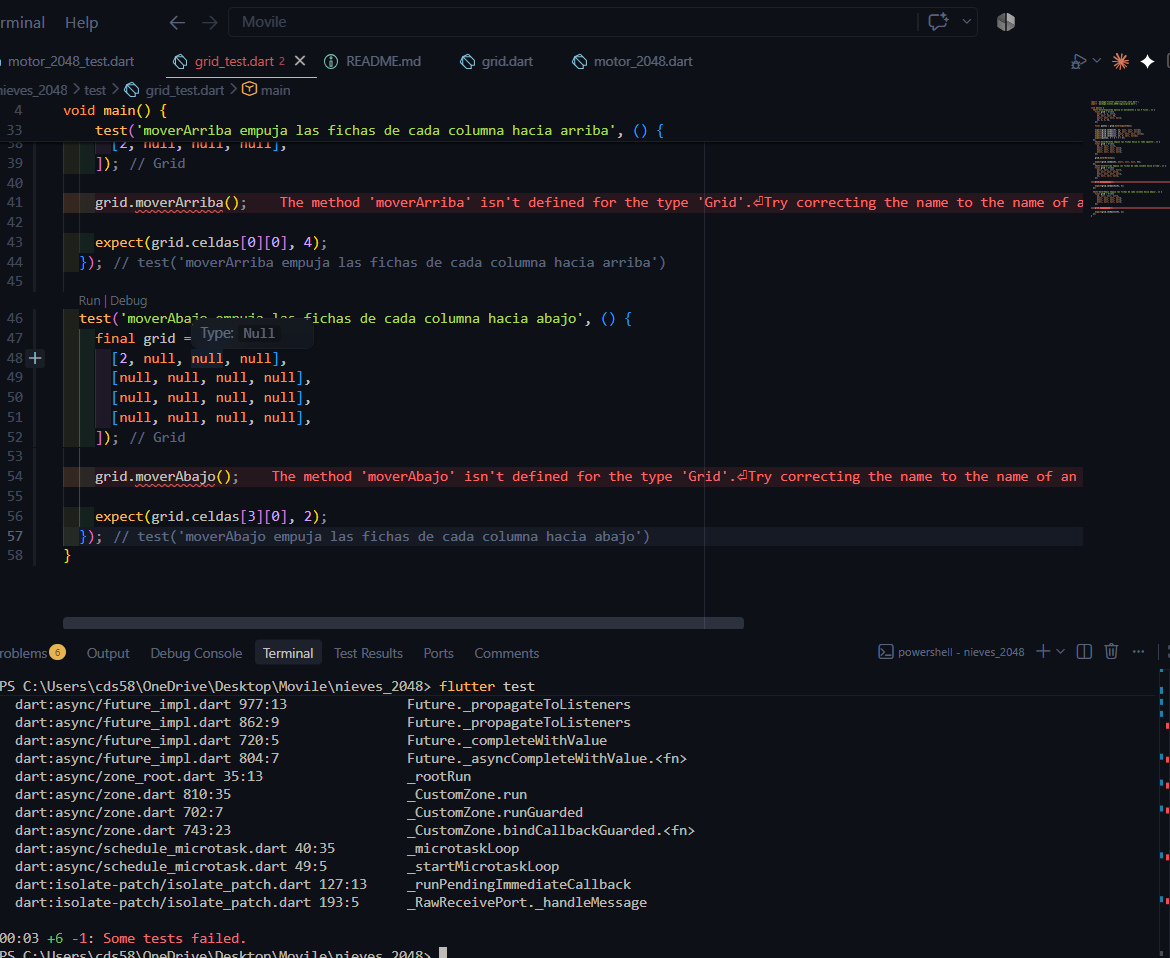 rminal Help Movile
motor_2048_test.dart grid_test.dart 2 README.md grid.dart motor_2048.dart
nieves_2048 > test > grid_test.dart > main
4 void main() {
33 test('moverArriba empuja las fichas de cada columna hacia arriba', () {
38 [2, null, null, null],
39 ]); // Grid
40
41 grid.moverArriba(); The method 'moverArriba' isn't defined for the type 'Grid'.⏎Try correcting the name to the name of a
42
43 expect(grid.celdas[0][0], 4);
44 }); // test('moverArriba empuja las fichas de cada columna hacia arriba')
45
Run | Debug
46 test('moverAbajo empuja las fichas de cada columna hacia abajo', () {
47 final grid =
Type: Null
48 [2, null, null, null],
49 [null, null, null, null],
50 [null, null, null, null],
51 [null, null, null, null],
52 ]); // Grid
53
54 grid.moverAbajo(); The method 'moverAbajo' isn't defined for the type 'Grid'.⏎Try correcting the name to the name of an
55
56 expect(grid.celdas[3][0], 2);
57 }); // test('moverAbajo empuja las fichas de cada columna hacia abajo')
58 }
roblems 6 Output Debug Console Terminal Test Results Ports Comments powershell - nieves_2048
PS C:\Users\cds58\OneDrive\Desktop\Movile\nieves_2048> flutter test
dart:async/future_impl.dart 977:13 Future._propagateToListeners
dart:async/future_impl.dart 862:9 Future._propagateToListeners
dart:async/future_impl.dart 720:5 Future._completeWithValue
dart:async/future_impl.dart 804:7 Future._asyncCompleteWithValue.<fn>
dart:async/zone_root.dart 35:13 _rootRun
dart:async/zone.dart 810:35 _CustomZone.run
dart:async/zone.dart 702:7 _CustomZone.runGuarded
dart:async/zone.dart 743:23 _CustomZone.bindCallbackGuarded.<fn>
dart:async/schedule_microtask.dart 40:35 _microtaskLoop
dart:async/schedule_microtask.dart 49:5 _startMicrotaskLoop
dart:isolate-patch/isolate_patch.dart 127:13 _runPendingImmediateCallback
dart:isolate-patch/isolate_patch.dart 193:5 _RawReceivePort._handleMessage
00:03 +6 -1: Some tests failed.
PS C:\Users\cds58\OneDrive\Desktop\Movile\nieves_2048>